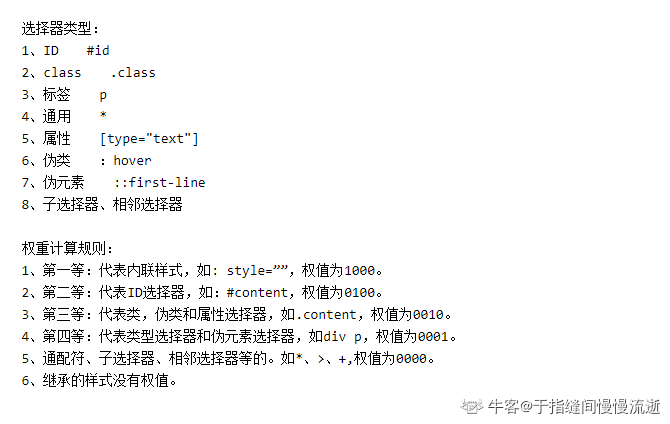 选择器类型：
1、ID #id
2、class .class
3、标签 p
4、通用 *
5、属性 [type="text"]
6、伪类 ：hover
7、伪元素 ::first-line
8、子选择器、相邻选择器
权重计算规则：
1、第一等：代表内联样式，如: style=””，权值为1000。
2、第二等：代表ID选择器，如：#content，权值为0100。
3、第三等：代表类，伪类和属性选择器，如.content，权值为0010。
4、第四等：代表类型选择器和伪元素选择器，如div p，权值为0001。
5、通配符、子选择器、相邻选择器等的。如*、>、+,权值为0000。
6、继承的样式没有权值。
牛客@于指缝间慢慢流逝